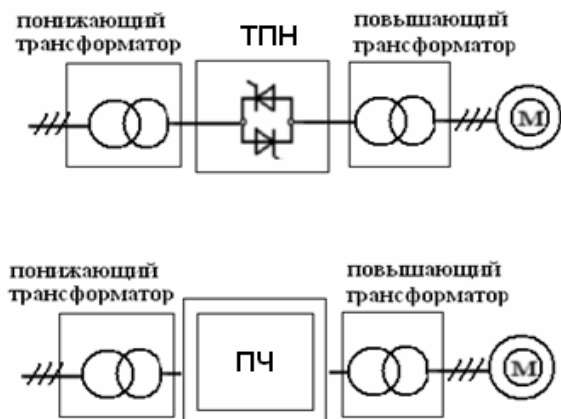 понижающий
трансформатор
ТПН
повышающий
трансформатор
М
понижающий
трансформатор
повышающий
трансформатор
ПЧ
М